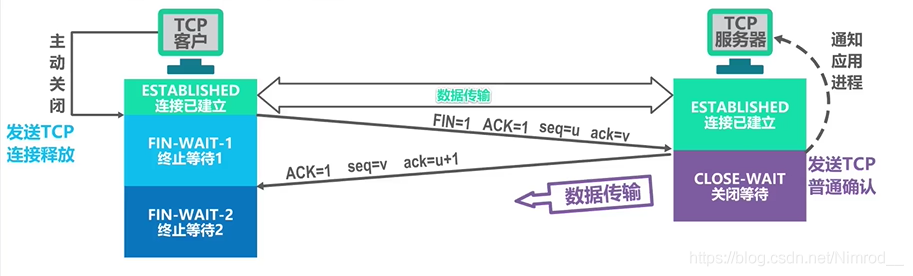 TCP
客户
TCP
服务器
主动关闭
通知应用进程
ESTABLISHED
连接已建立
数据传输
ESTABLISHED
连接已建立
发送TCP
连接释放
FIN=1 ACK=1 seq=u ack=v
FIN-WAIT-1
终止等待1
ACK=1 seq=v ack=u+1
CLOSE-WAIT
关闭等待
发送TCP
普通确认
数据传输
FIN-WAIT-2
终止等待2
https://blog.csdn.net/Nimrod__